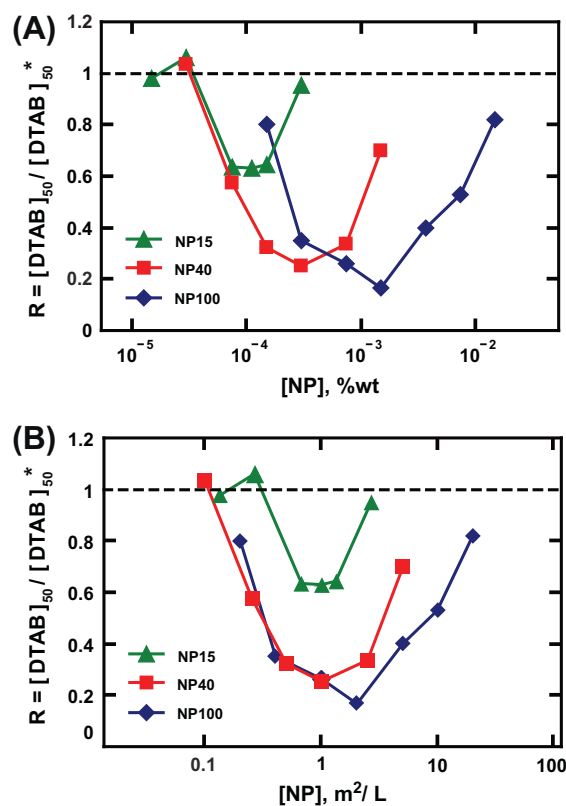 (A)
1.2
1
0.8
0.6
0.4
0.2
0
R = [DTAB]₅₀ / [DTAB]₅₀*
NP15
NP40
NP100
10⁻⁵
10⁻⁴
10⁻³
10⁻²
[NP], %wt
(B)
1.2
1
0.8
0.6
0.4
0.2
0
R = [DTAB]₅₀ / [DTAB]₅₀*
NP15
NP40
NP100
0.1
1
10
100
[NP], m²/ L